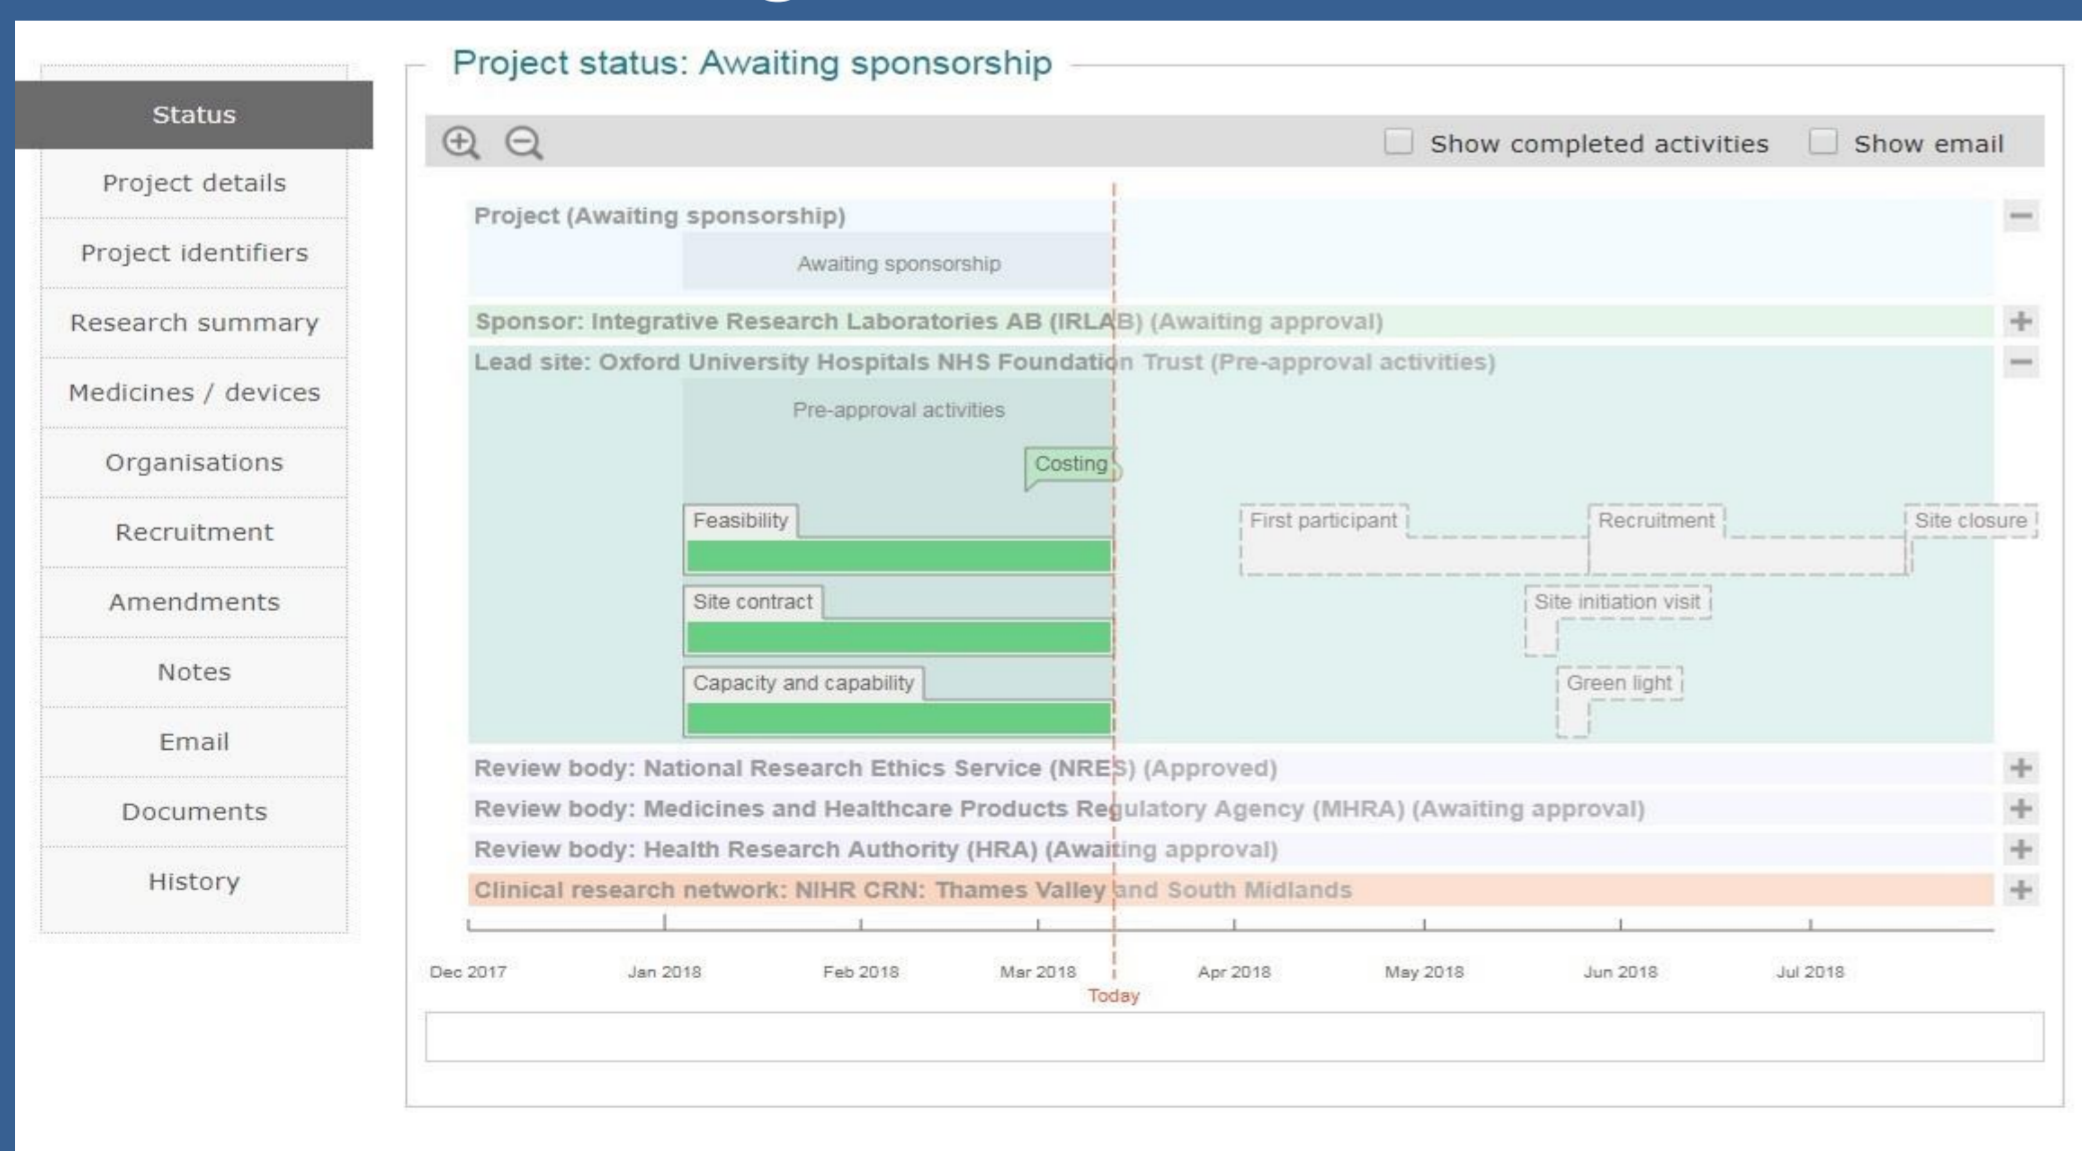 Project status: Awaiting sponsorship
Status
Project details
Project identifiers
Research summary
Medicines / devices
Organisations
Recruitment
Amendments
Notes
Email
Documents
History
Show completed activities Show email
Project (Awaiting sponsorship)
Awaiting sponsorship
Sponsor: Integrative Research Laboratories AB (IRLAB) (Awaiting approval)
Lead site: Oxford University Hospitals NHS Foundation Trust (Pre-approval activities)
Pre-approval activities
Costing
Feasibility First participant Recruitment Site closure
Site contract Site initiation visit
Capacity and capability Green light
Review body: National Research Ethics Service (NRES) (Approved)
Review body: Medicines and Healthcare Products Regulatory Agency (MHRA) (Awaiting approval)
Review body: Health Research Authority (HRA) (Awaiting approval)
Clinical research network: NIHR CRN: Thames Valley and South Midlands
Dec 2017 Jan 2018 Feb 2018 Mar 2018 Apr 2018 May 2018 Jun 2018 Jul 2018
Today